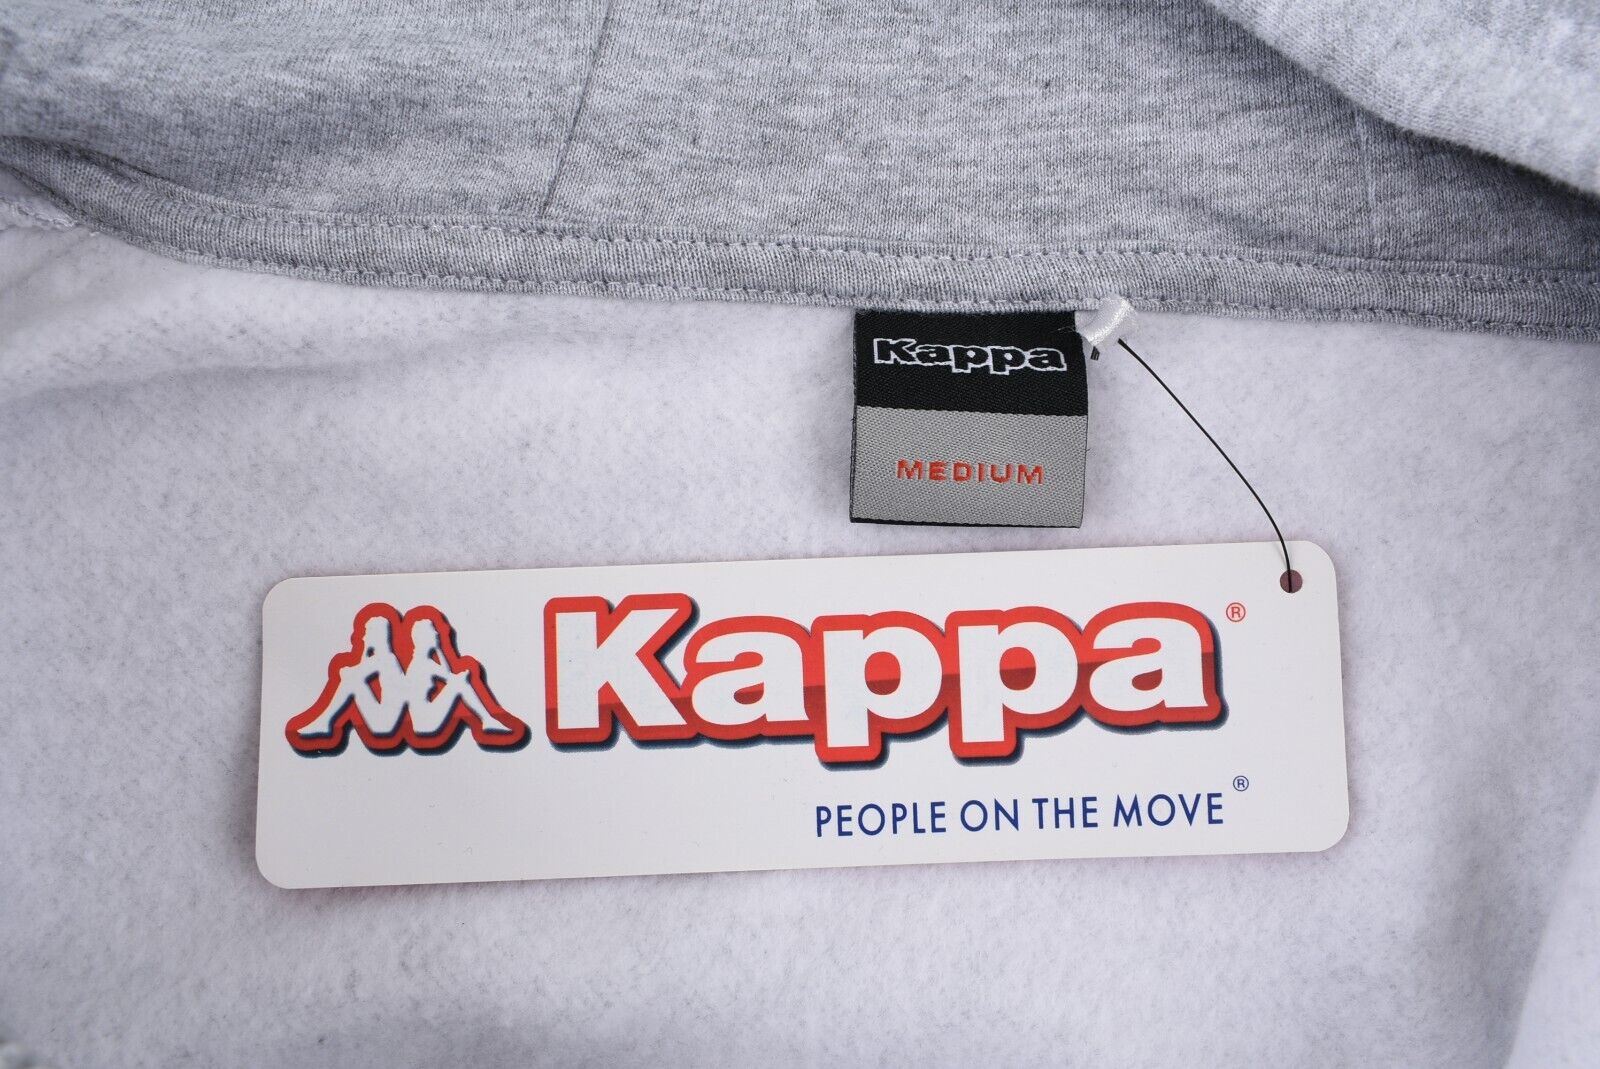 Kappa
MEDIUM
Kappa®
PEOPLE ON THE MOVE®